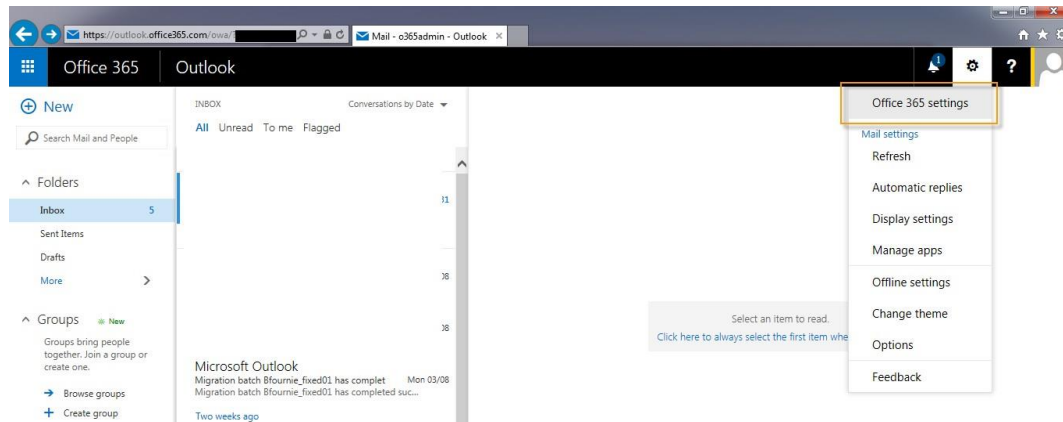 https://outlook.office365.com/owa/
Mail - o365admin - Outlook
Office 365 Outlook
1
?
New
Search Mail and People
Folders
Inbox 5
Sent Items
Drafts
More
Groups New
Groups bring people
together. Join a group or
create one.
Browse groups
Create group
INBOX Conversations by Date
All Unread To me Flagged
Microsoft Outlook
Migration batch Bfournie_fixed01 has complet Mon 03/08
Migration batch Bfournie_fixed01 has completed suc...
Two weeks ago
Select an item to read.
Click here to always select the first item whe
Office 365 settings
Mail settings
Refresh
Automatic replies
Display settings
Manage apps
Offline settings
Change theme
Options
Feedback